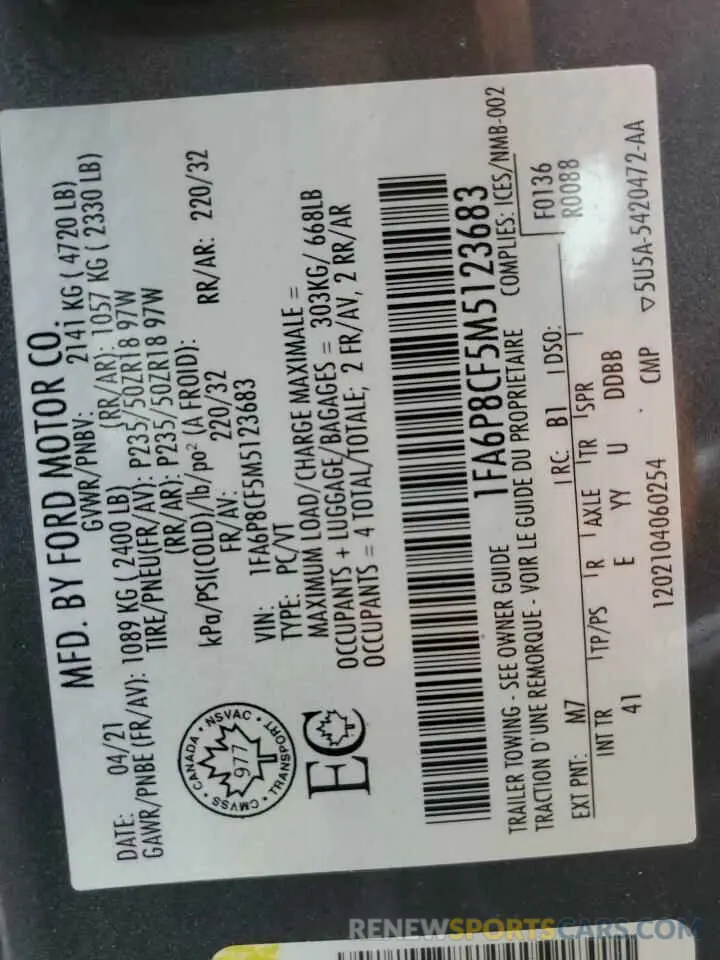 MFD. BY FORD MOTOR CO.
DATE: 04/21 GVWR/PNBV: 2141 KG ( 4720 LB)
GAWR/PNBE (FR/AV): 1089 KG ( 2400 LB) (RR/AR): 1057 KG ( 2330 LB)
TIRE/PNEU(FR/AV): P235/50ZR18 97W
(RR/AR): P235/50ZR18 97W
kPa/PSI(COLD)/lb/po² (A FROID):
FR/AV: 220/32 RR/AR: 220/32
VIN: 1FA6P8CF5M5123683
TYPE: PC/VT
MAXIMUM LOAD/CHARGE MAXIMALE =
OCCUPANTS + LUGGAGE/BAGAGES = 303KG/ 668LB
OCCUPANTS = 4 TOTAL/TOTALE; 2 FR/AV, 2 RR/AR
CANADA · NSVAC · TRANSPORT · CMVSS ·
977
EC
1FA6P8CF5M5123683
TRAILER TOWING - SEE OWNER GUIDE COMPLIES: ICES/NMB-002
TRACTION D'UNE REMORQUE - VOIR LE GUIDE DU PROPRIETAIRE
F0136
R0088
EXT PNT: M7 RC: B1 DSO:
INT TR TP/PS R AXLE TR SPR
41 E YY U DDBB
1202104060254 . CMP ▽5U5A-5420472-AA
RENEWSPORTSCARS.COM